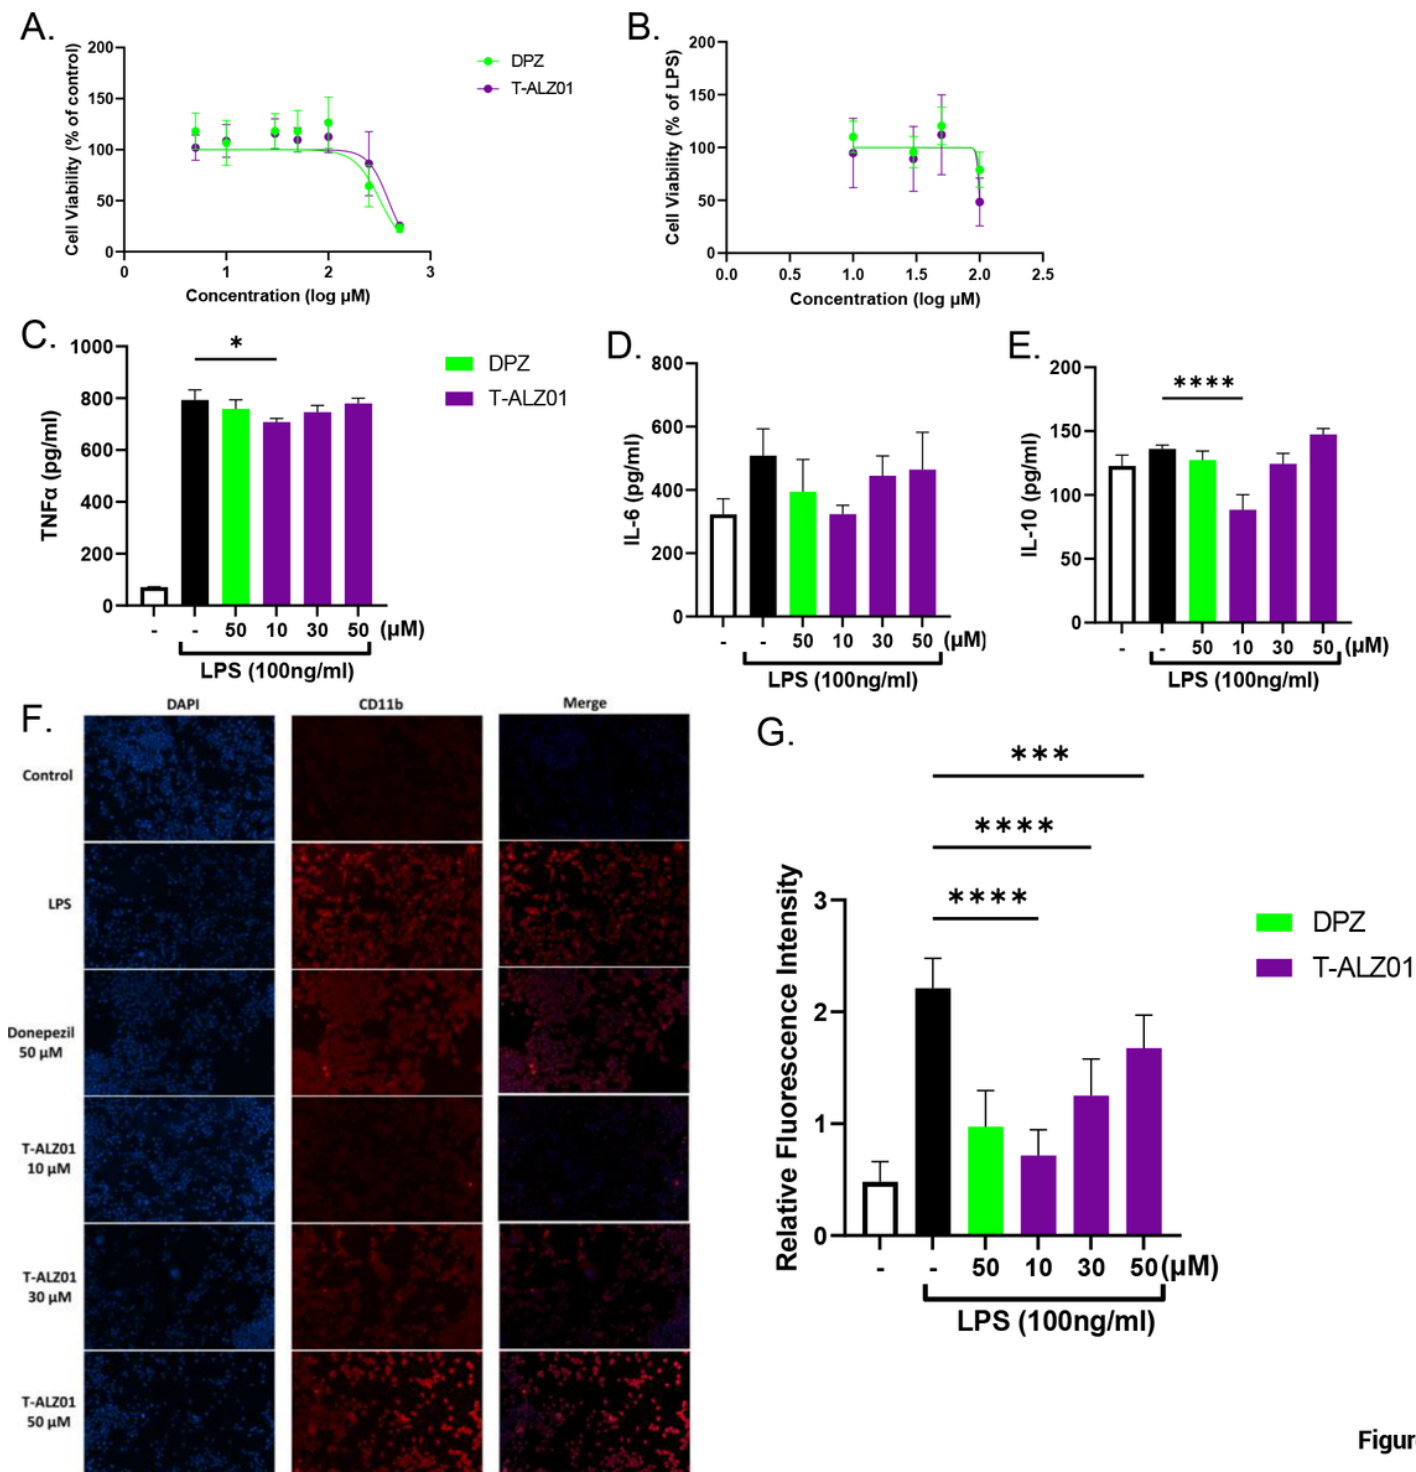 A.
200
150
100
50
0
Cell Viability (% of control)
0 1 2 3
Concentration (log µM)
DPZ
T-ALZ01
B.
200
150
100
50
0
Cell Viability (% of LPS)
0.0 0.5 1.0 1.5 2.0 2.5
Concentration (log µM)
C.
1000
800
600
400
200
0
TNFα (pg/ml)
*
- - 50 10 30 50 (µM)
LPS (100ng/ml)
DPZ
T-ALZ01
D.
800
600
400
200
0
IL-6 (pg/ml)
- - 50 10 30 50 (µM)
LPS (100ng/ml)
E.
200
150
100
50
0
IL-10 (pg/ml)
****
- - 50 10 30 50 (µM)
LPS (100ng/ml)
F.
DAPI CD11b Merge
Control
LPS
Donepezil
50 µM
T-ALZ01
10 µM
T-ALZ01
30 µM
T-ALZ01
50 µM
G.
***
****
****
3
2
1
0
Relative Fluorescence Intensity
- - 50 10 30 50 (µM)
LPS (100ng/ml)
DPZ
T-ALZ01
Figur